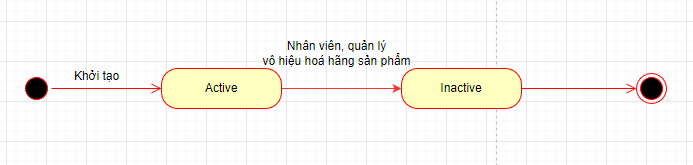 Nhân viên, quản lý
vô hiệu hoá hãng sản phẩm
Khởi tạo
Active
Inactive